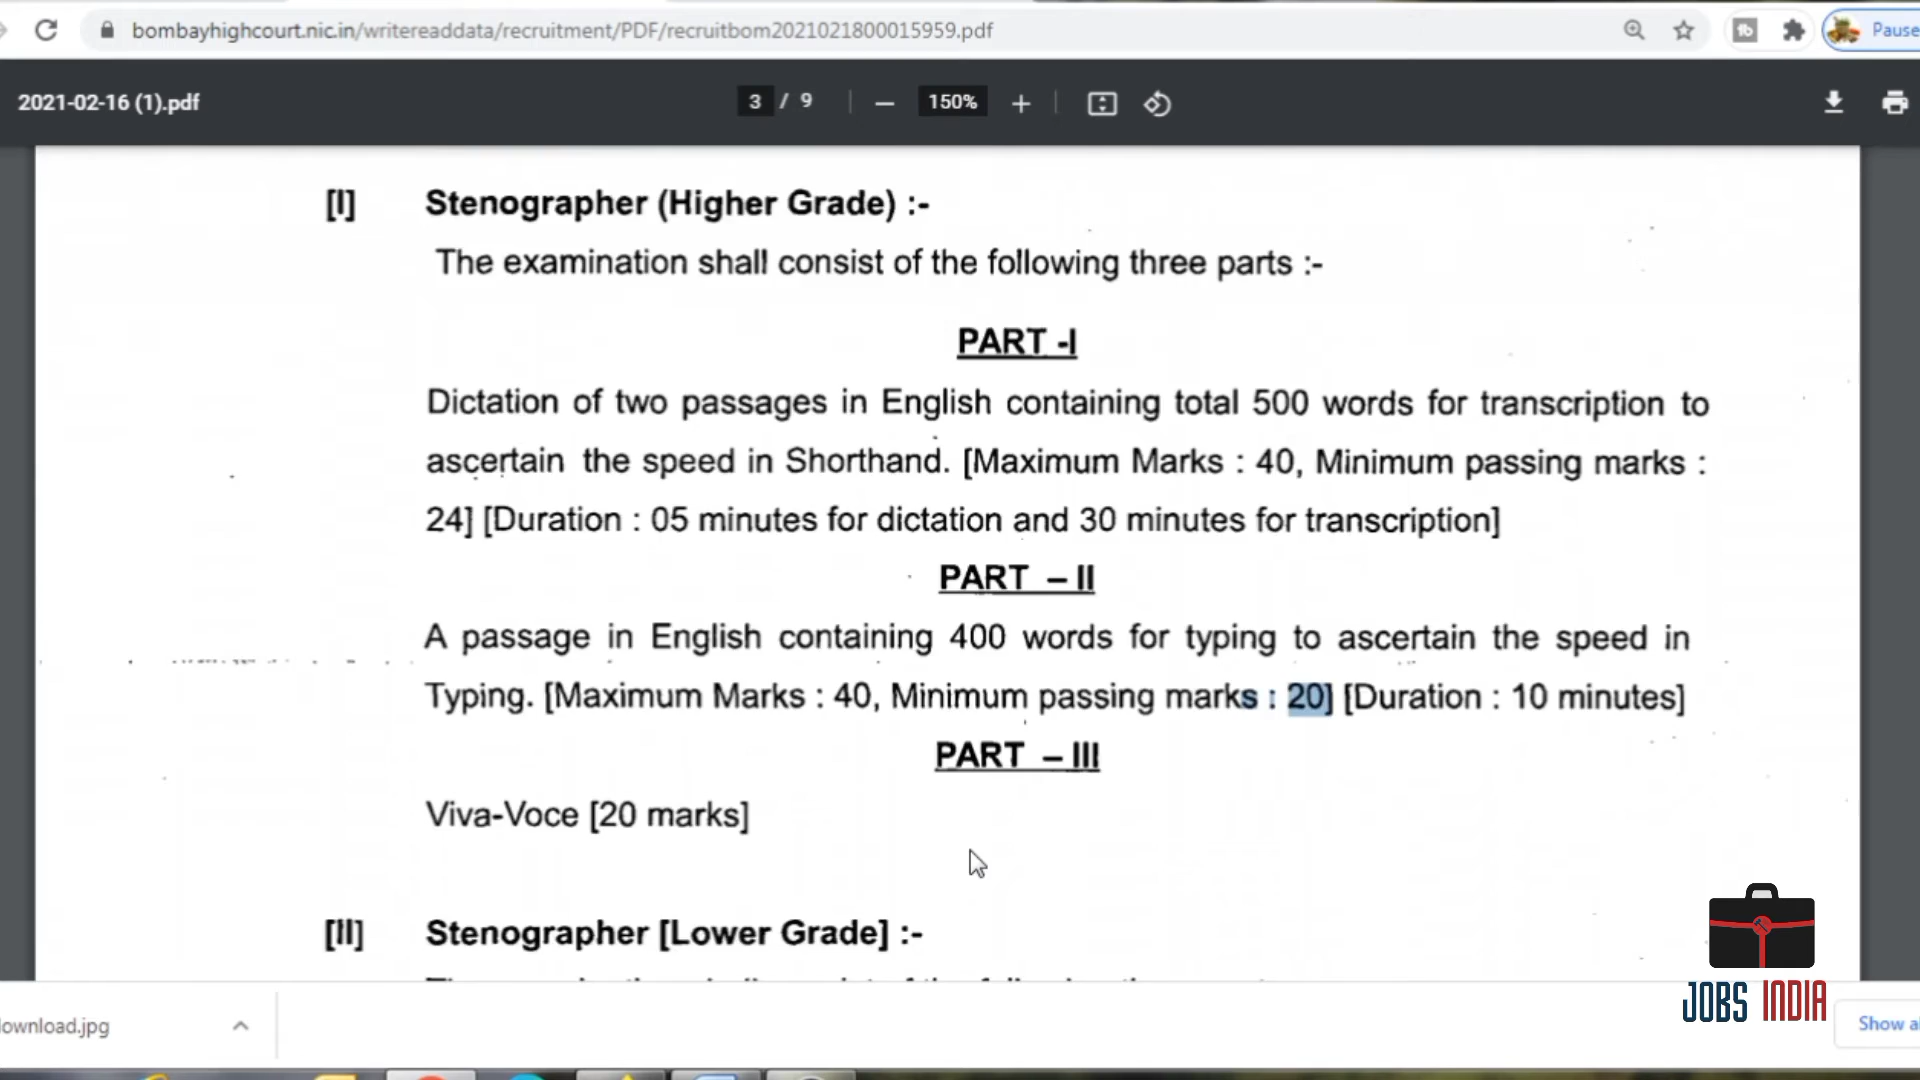 bombayhighcourt.nic.in/writereaddata/recruitment/PDF/recruitbom2021021800015959.pdf
Pause
2021-02-16 (1).pdf
3 / 9
150%
[I] Stenographer (Higher Grade) :-
The examination shall consist of the following three parts :-
PART -I
Dictation of two passages in English containing total 500 words for transcription to
ascertain the speed in Shorthand. [Maximum Marks : 40, Minimum passing marks :
24] [Duration : 05 minutes for dictation and 30 minutes for transcription]
PART – II
A passage in English containing 400 words for typing to ascertain the speed in
Typing. [Maximum Marks : 40, Minimum passing marks : 20] [Duration : 10 minutes]
PART – III
Viva-Voce [20 marks]
[II] Stenographer [Lower Grade] :-
JOBS INDIA
ownload.jpg
Show al